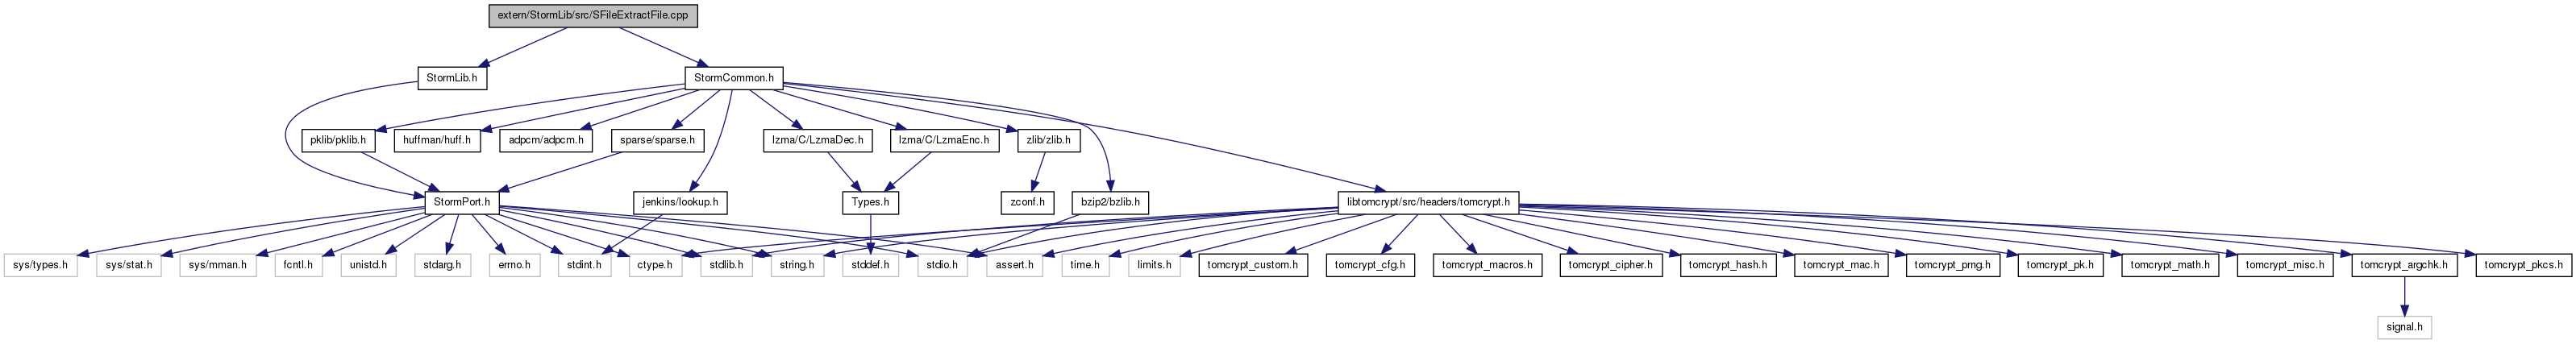 extern/StormLib/src/SFileExtractFile.cpp
StormLib.h
StormCommon.h
pklib/pklib.h
huffman/huff.h
adpcm/adpcm.h
sparse/sparse.h
lzma/C/LzmaDec.h
lzma/C/LzmaEnc.h
zlib/zlib.h
StormPort.h
jenkins/lookup.h
Types.h
zconf.h
bzip2/bzlib.h
libtomcrypt/src/headers/tomcrypt.h
sys/types.h
sys/stat.h
sys/mman.h
fcntl.h
unistd.h
stdarg.h
errno.h
stdint.h
ctype.h
stdlib.h
string.h
stddef.h
stdio.h
assert.h
time.h
limits.h
tomcrypt_custom.h
tomcrypt_cfg.h
tomcrypt_macros.h
tomcrypt_cipher.h
tomcrypt_hash.h
tomcrypt_mac.h
tomcrypt_prng.h
tomcrypt_pk.h
tomcrypt_math.h
tomcrypt_misc.h
tomcrypt_argchk.h
tomcrypt_pkcs.h
signal.h